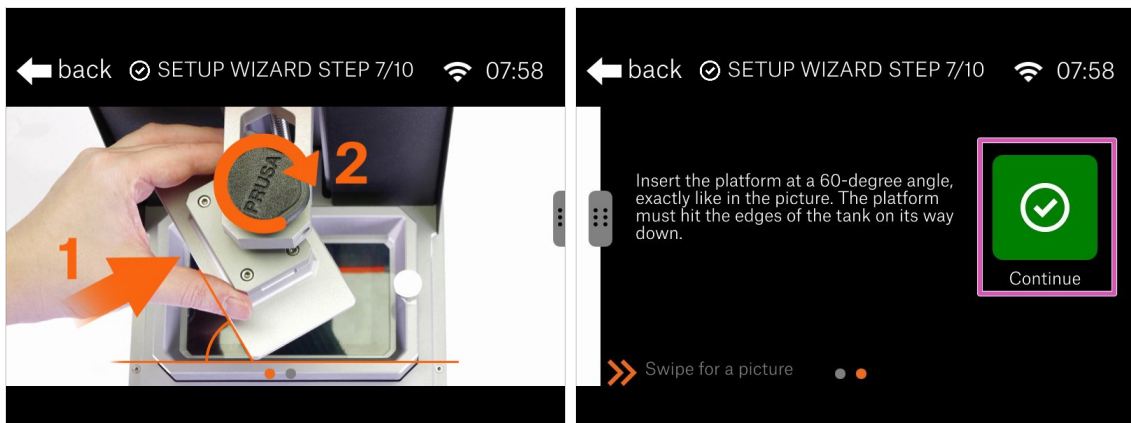 back SETUP WIZARD STEP 7/10 07:58
PRUSA
2
1
back SETUP WIZARD STEP 7/10 07:58
Insert the platform at a 60-degree angle,
exactly like in the picture. The platform
must hit the edges of the tank on its way
down.
Continue
Swipe for a picture